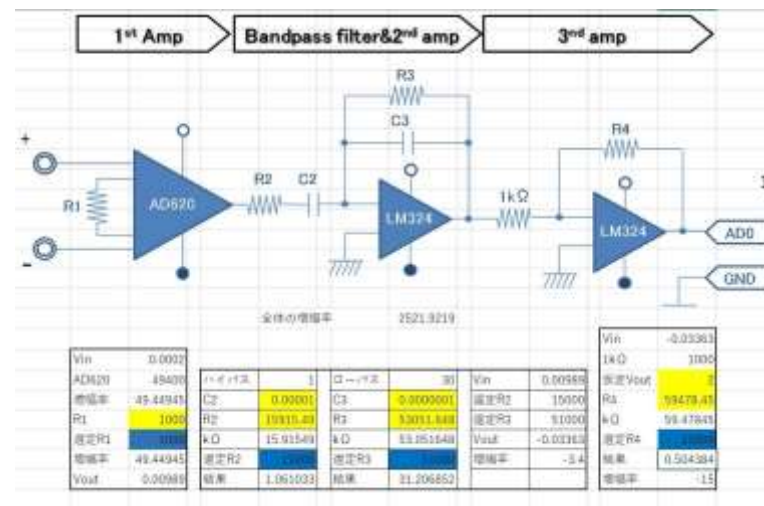 1st Amp
Bandpass filter&2nd amp
3nd amp
R3
C3
R4
+
R2
C2
1kΩ
R1
AD620
LM324
LM324
AD0
-
GND
全体の増幅率 2521.9219
Vin 0.0002
AD620 49400
増幅率 49.44945
R1 1000
選定R1
増幅率 49.44945
Vout 0.00989
ハイパス 1 ローパス 30
C2 0.00001 C3 0.0000001
R2 15915.49 R3 53051.648
kΩ 15.91549 kΩ 53.051648
選定R2 選定R3
結果 1.061033 結果 31.206852
Vin 0.00989
選定R2 15000
選定R3 51000
Vout -0.03363
増幅率 -3.4
Vin -0.03363
1kΩ 1000
仮定Vout 2
R4 59478.45
kΩ 59.47845
選定R4
結果 0.504384
増幅率 -15